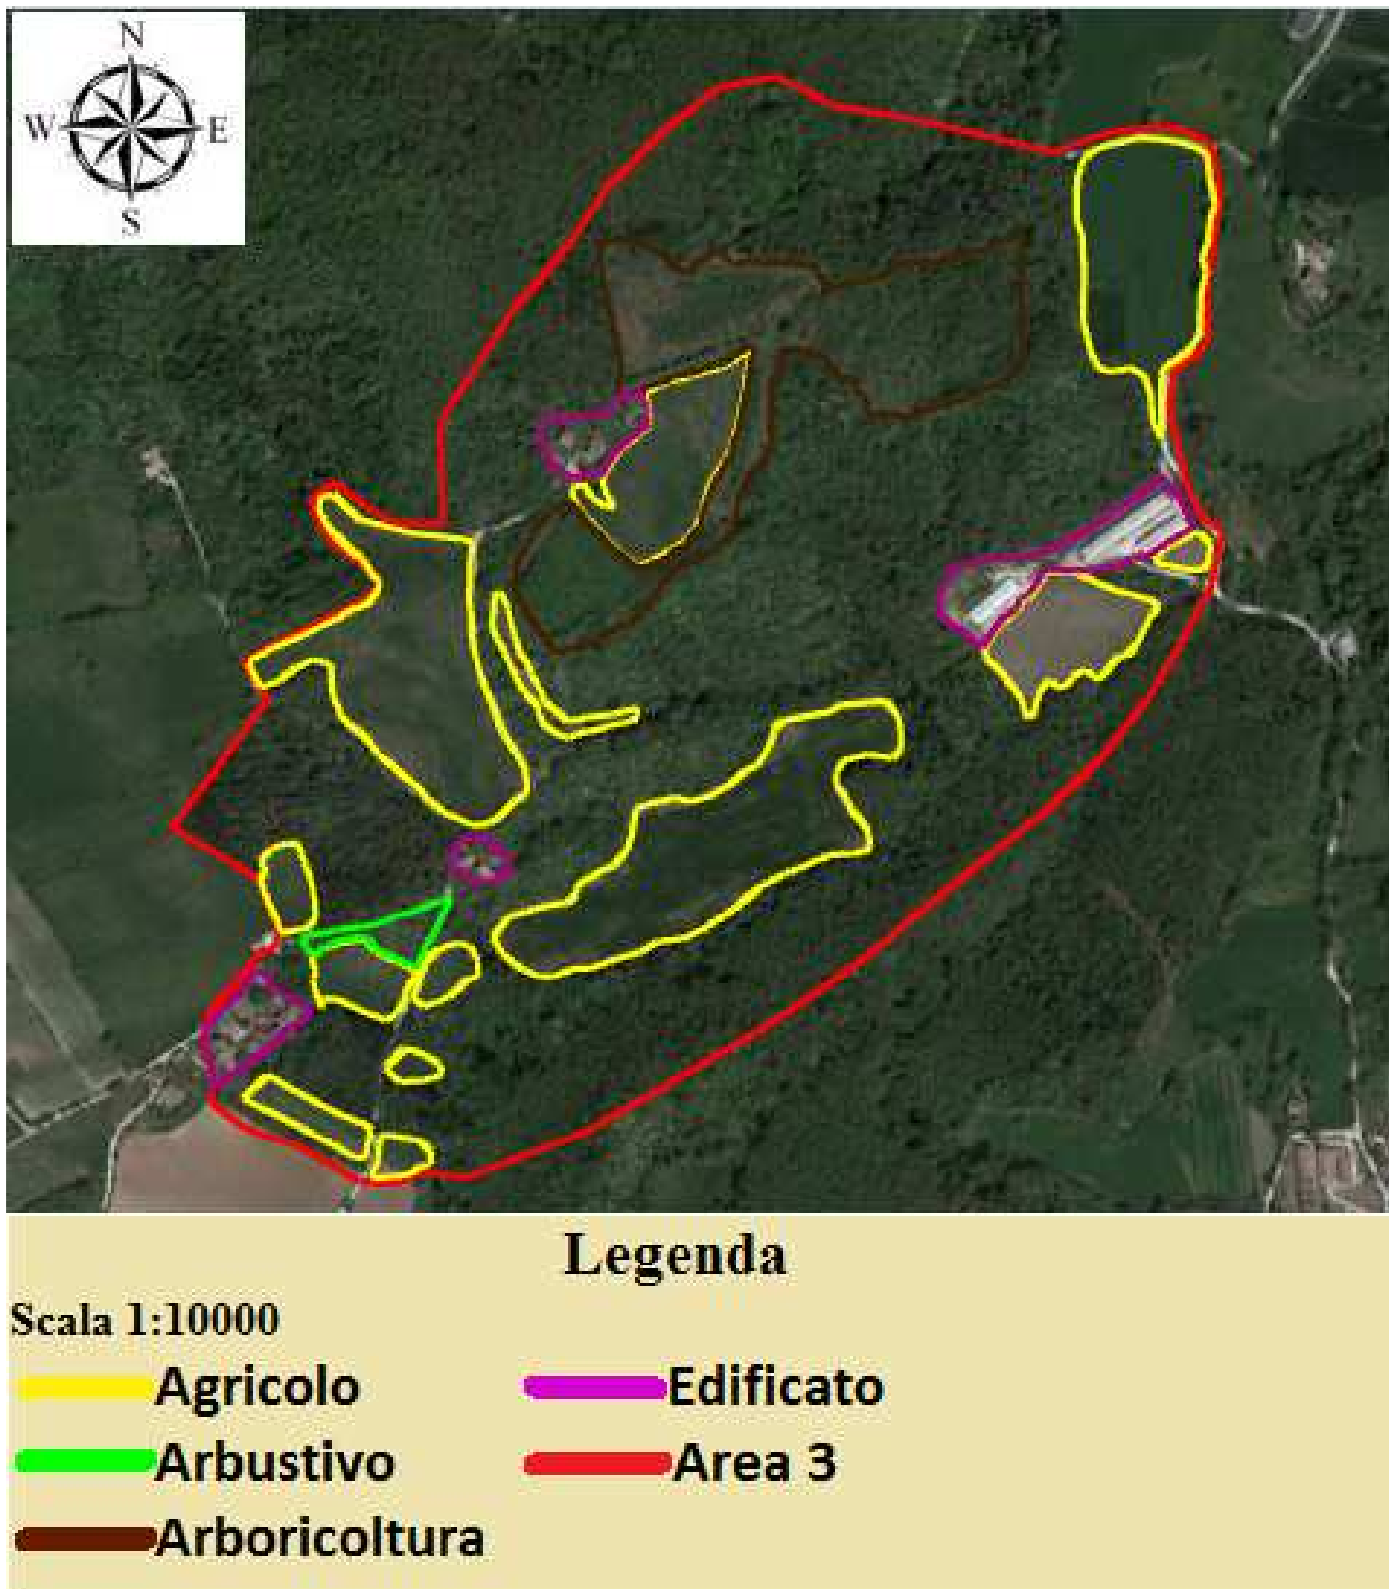 N
W E
S
Legenda
Scala 1:10000
Agricolo Edificato
Arbustivo Area 3
Arboricoltura